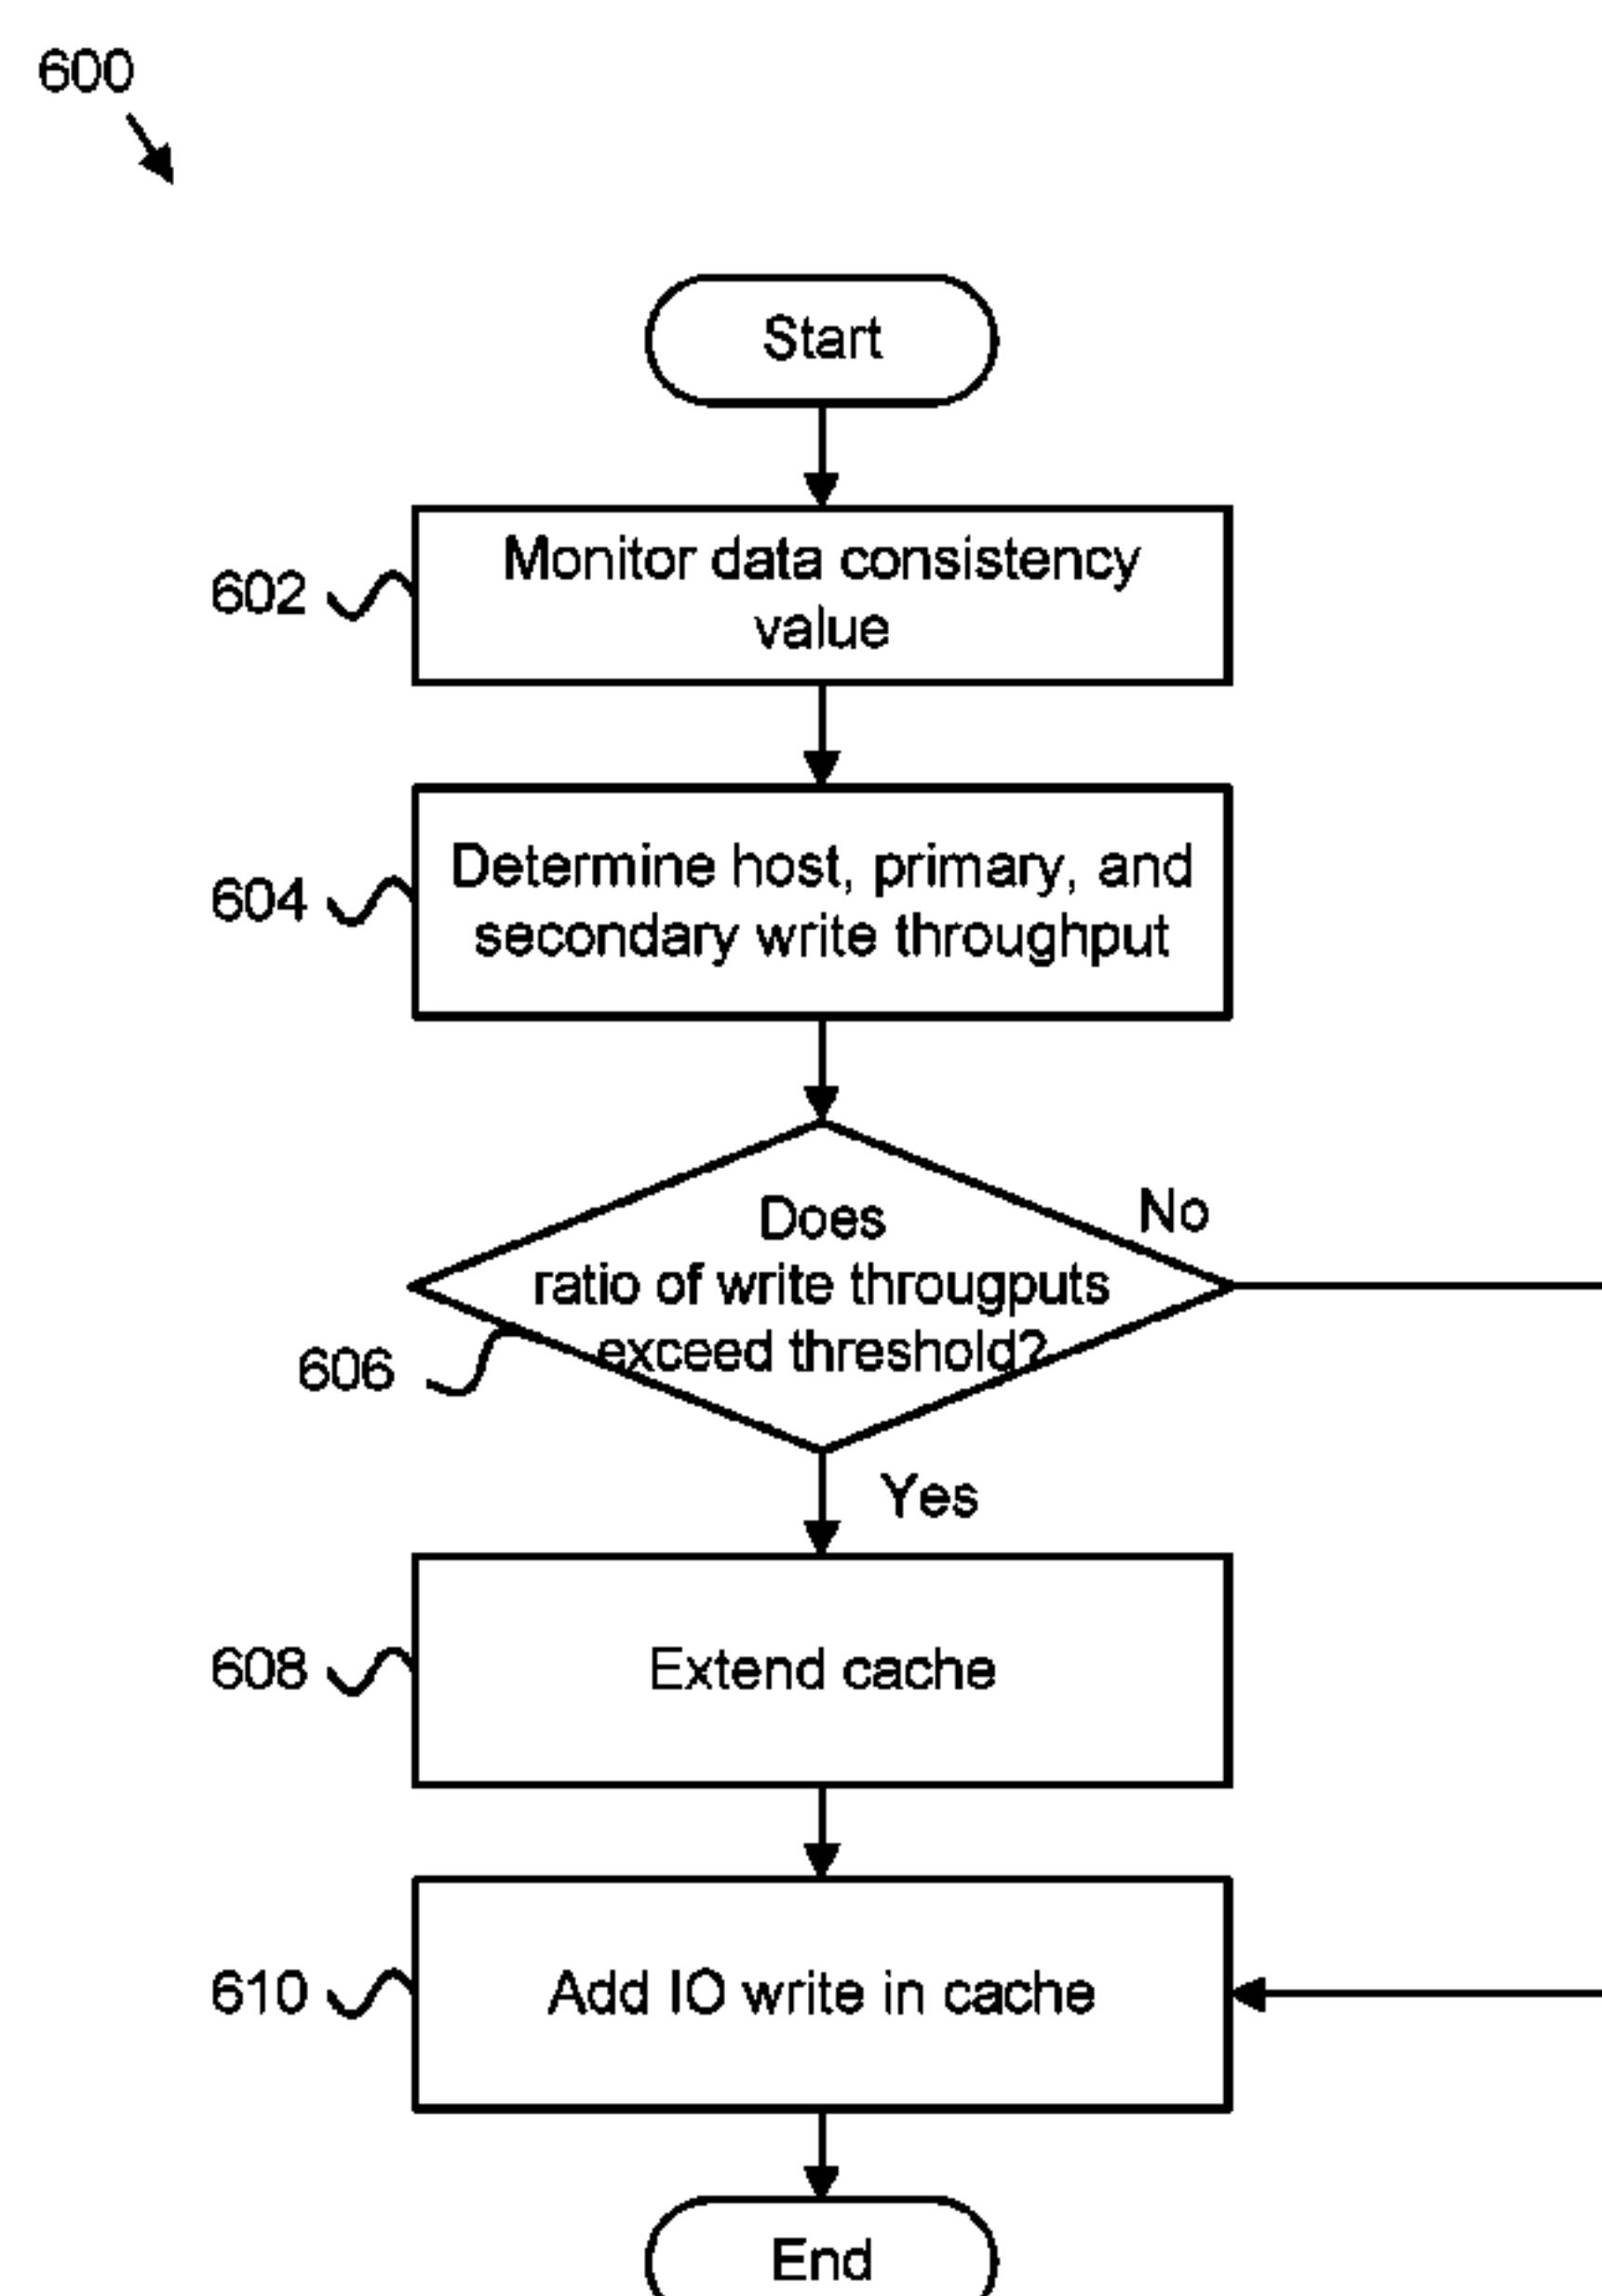 600
Start
602
Monitor data consistency
value
604
Determine host, primary, and
secondary write throughput
Does
ratio of write througputs
exceed threshold?
No
606
Yes
608
Extend cache
610
Add IO write in cache
End